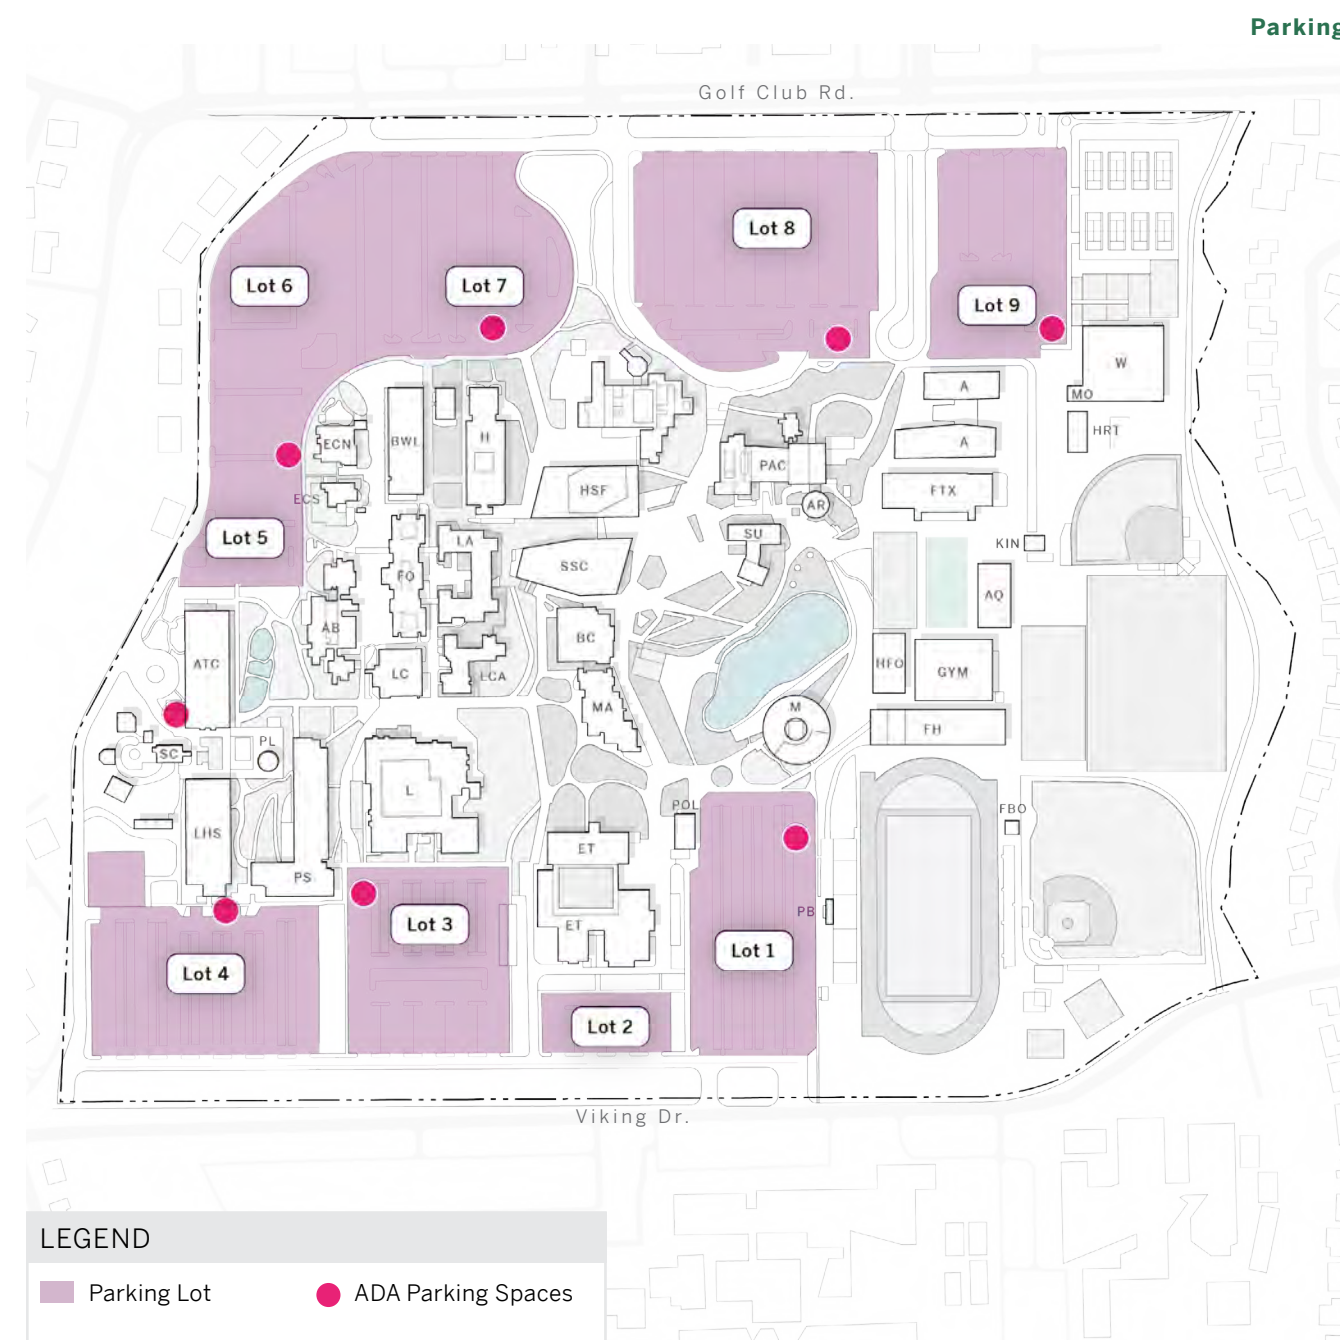 Parking
Golf Club Rd.
Lot 8
Lot 6
Lot 7
Lot 9
W
A
MO
HRT
ECN
BWL
H
A
PAC
HSF
FTX
ECS
AR
Lot 5
LA
SU
KIN
SSC
FO
AQ
AB
BC
ATC
LC
LCA
HFO
GYM
MA
M
FH
PL
SC
L
POL
FBO
LHS
ET
PS
PB
Lot 3
ET
Lot 1
Lot 4
Lot 2
Viking Dr.
LEGEND
Parking Lot
ADA Parking Spaces